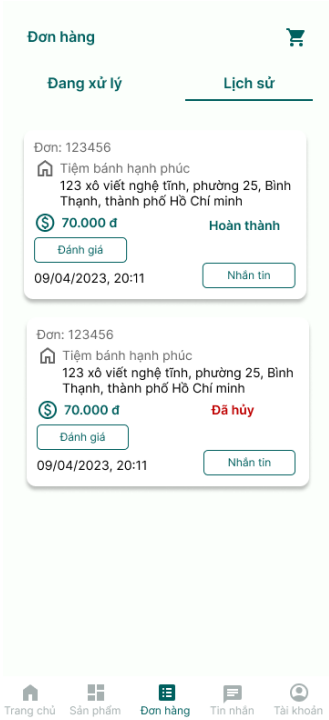 Đơn hàng
Đang xử lý
Lịch sử
Đơn: 123456
Tiệm bánh hạnh phúc
123 xô viết nghệ tĩnh, phường 25, Bình
Thạnh, thành phố Hồ Chí minh
70.000 đ
Hoàn thành
Đánh giá
09/04/2023, 20:11
Nhắn tin
Đơn: 123456
Tiệm bánh hạnh phúc
123 xô viết nghệ tĩnh, phường 25, Bình
Thạnh, thành phố Hồ Chí minh
70.000 đ
Đã hủy
Đánh giá
09/04/2023, 20:11
Nhắn tin
Trang chủ
Sản phẩm
Đơn hàng
Tin nhắn
Tài khoản